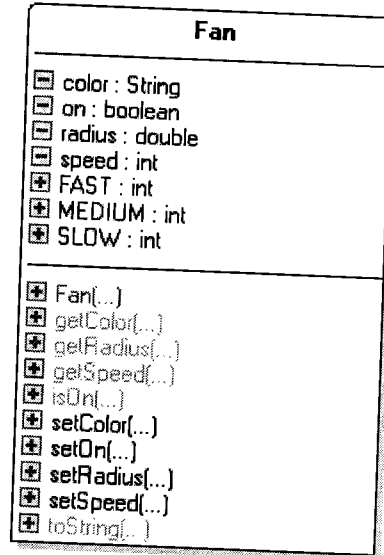 Fan
color : String
on : boolean
radius : double
speed : int
FAST : int
MEDIUM : int
SLOW : int
Fan(...)
getColor(...)
getRadius(...)
getSpeed(...)
isOn(...)
setColor(...)
setOn(...)
setRadius(...)
setSpeed(...)
toString(...)